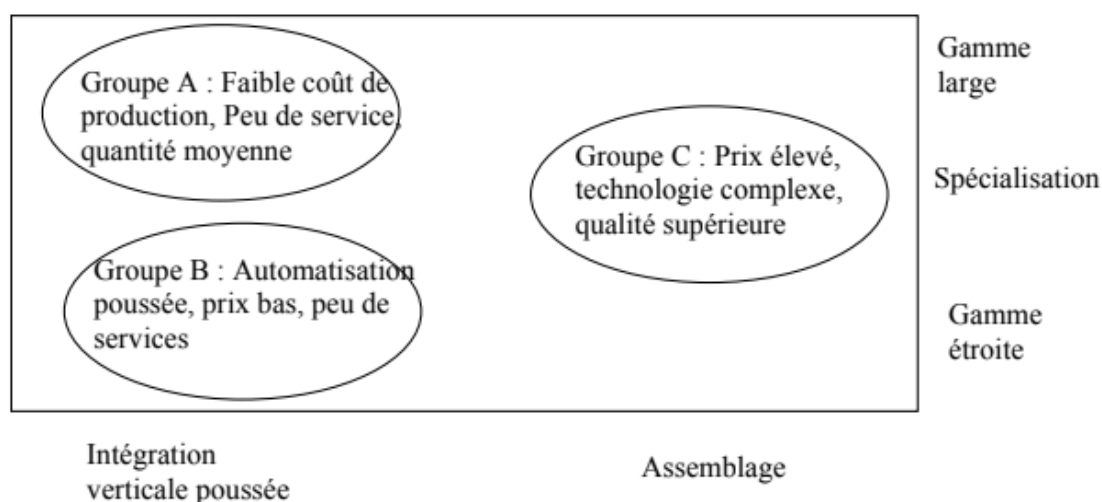 Groupe A : Faible coût de
production, Peu de service,
quantité moyenne
Groupe B : Automatisation
poussée, prix bas, peu de
services
Groupe C : Prix élevé,
technologie complexe,
qualité supérieure
Gamme
large
Spécialisation
Gamme
étroite
Intégration
verticale poussée
Assemblage